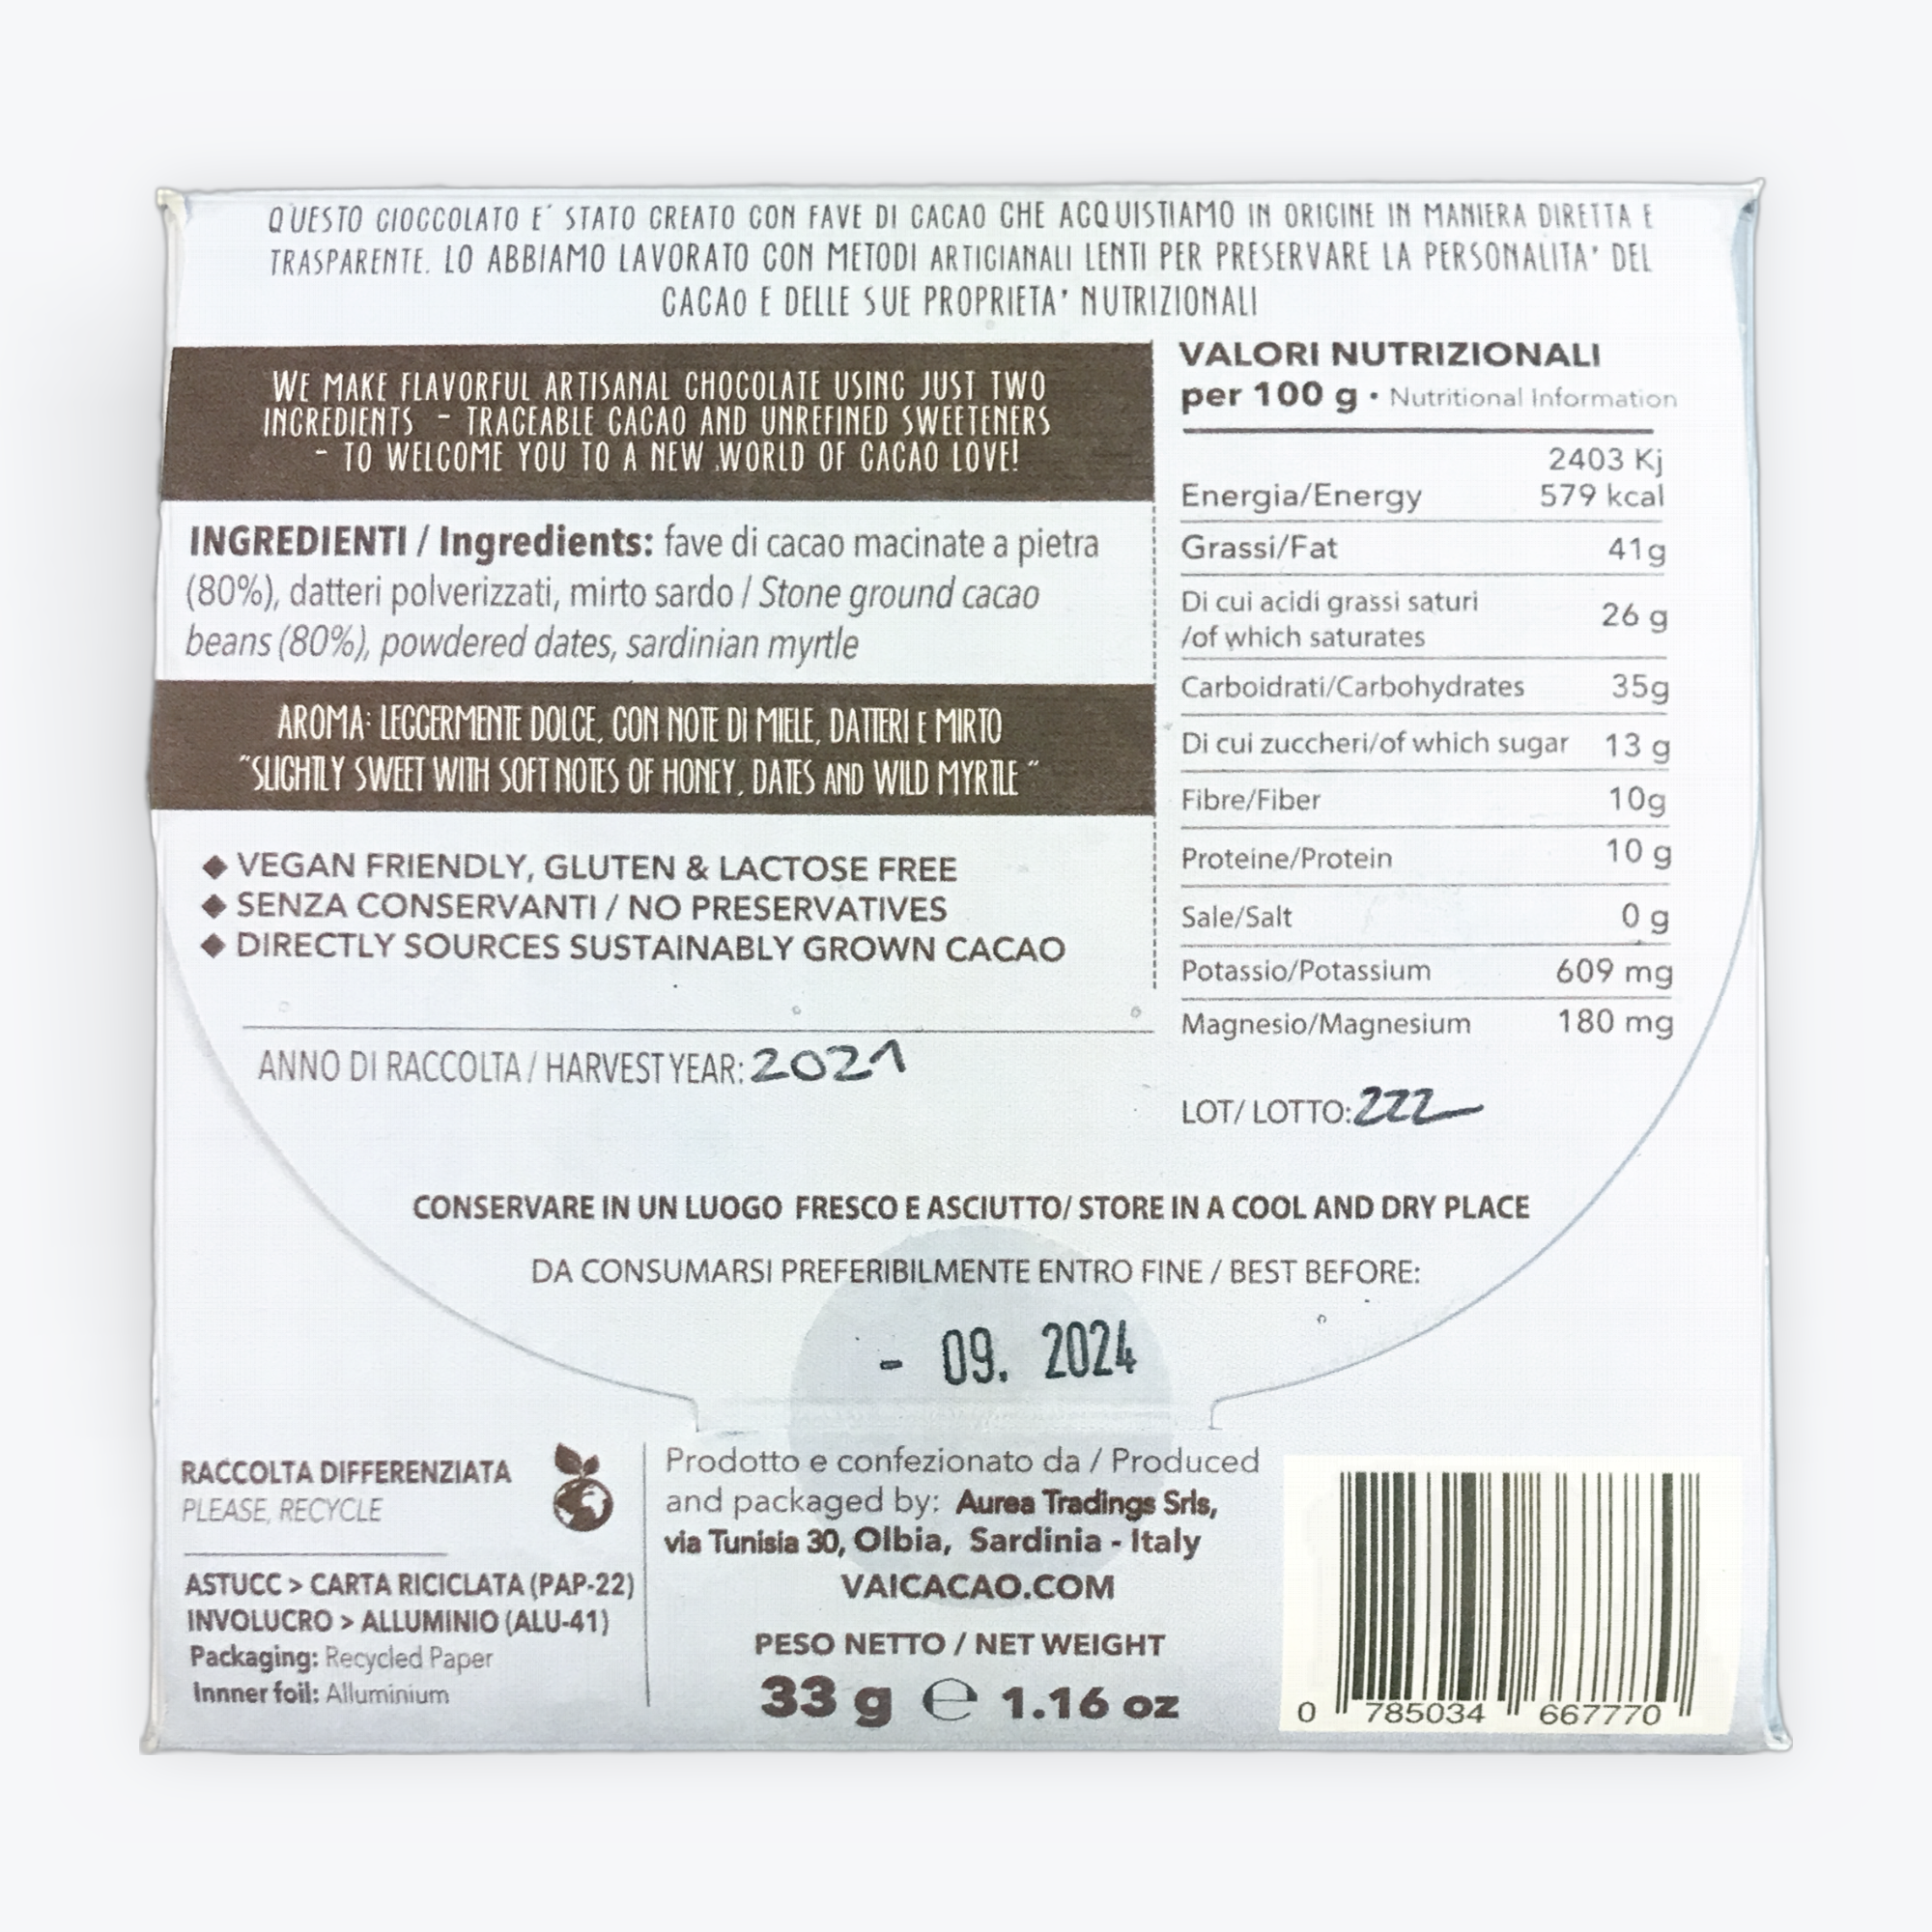 QUESTO CIOCCOLATO E' STATO CREATO CON FAVE DI CACAO CHE ACQUISTIAMO IN ORIGINE IN MANIERA DIRETTA E
TRASPARENTE. LO ABBIAMO LAVORATO CON METODI ARTIGIANALI LENTI PER PRESERVARE LA PERSONALITA' DEL
CACAO E DELLE SUE PROPRIETA' NUTRIZIONALI
WE MAKE FLAVORFUL ARTISANAL CHOCOLATE USING JUST TWO
INGREDIENTS - TRACEABLE CACAO AND UNREFINED SWEETENERS
- TO WELCOME YOU TO A NEW WORLD OF CACAO LOVE!
INGREDIENTI / Ingredients: fave di cacao macinate a pietra
(80%), datteri polverizzati, mirto sardo / Stone ground cacao
beans (80%), powdered dates, sardinian myrtle
AROMA: LEGGERMENTE DOLCE, CON NOTE DI MIELE, DATTERI E MIRTO
"SLIGHTLY SWEET WITH SOFT NOTES OF HONEY, DATES AND WILD MYRTLE "
◆ VEGAN FRIENDLY, GLUTEN & LACTOSE FREE
◆ SENZA CONSERVANTI / NO PRESERVATIVES
◆ DIRECTLY SOURCES SUSTAINABLY GROWN CACAO
ANNO DI RACCOLTA / HARVEST YEAR: 2021
VALORI NUTRIZIONALI
per 100 g • Nutritional Information
2403 Kj
Energia/Energy 579 kcal
Grassi/Fat 41g
Di cui acidi grassi saturi
/of which saturates 26 g
Carboidrati/Carbohydrates 35g
Di cui zuccheri/of which sugar 13 g
Fibre/Fiber 10g
Proteine/Protein 10 g
Sale/Salt 0 g
Potassio/Potassium 609 mg
Magnesio/Magnesium 180 mg
LOT/ LOTTO: 222
CONSERVARE IN UN LUOGO FRESCO E ASCIUTTO/ STORE IN A COOL AND DRY PLACE
DA CONSUMARSI PREFERIBILMENTE ENTRO FINE / BEST BEFORE:
- 09. 2024
RACCOLTA DIFFERENZIATA
PLEASE, RECYCLE
ASTUCC > CARTA RICICLATA (PAP-22)
INVOLUCRO > ALLUMINIO (ALU-41)
Packaging: Recycled Paper
Innner foil: Alluminium
Prodotto e confezionato da / Produced
and packaged by: Aurea Tradings Srls,
via Tunisia 30, Olbia, Sardinia - Italy
VAICACAO.COM
PESO NETTO / NET WEIGHT
33 g ℮ 1.16 oz
0 785034 667770